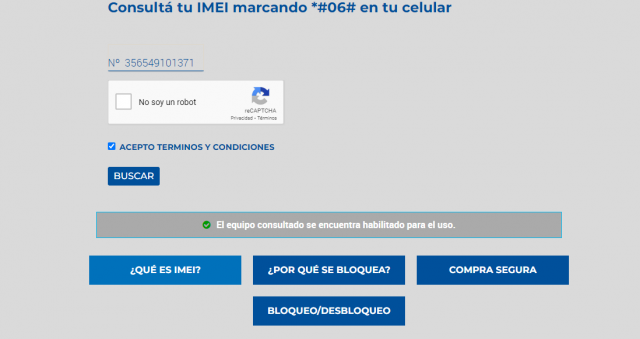 Consultá tu IMEI marcando *#06# en tu celular
Nº 356549101371
No soy un robot
reCAPTCHA
Privacidad - Términos
ACEPTO TERMINOS Y CONDICIONES
BUSCAR
El equipo consultado se encuentra habilitado para el uso.
¿QUÉ ES IMEI?
¿POR QUÉ SE BLOQUEA?
COMPRA SEGURA
BLOQUEO/DESBLOQUEO